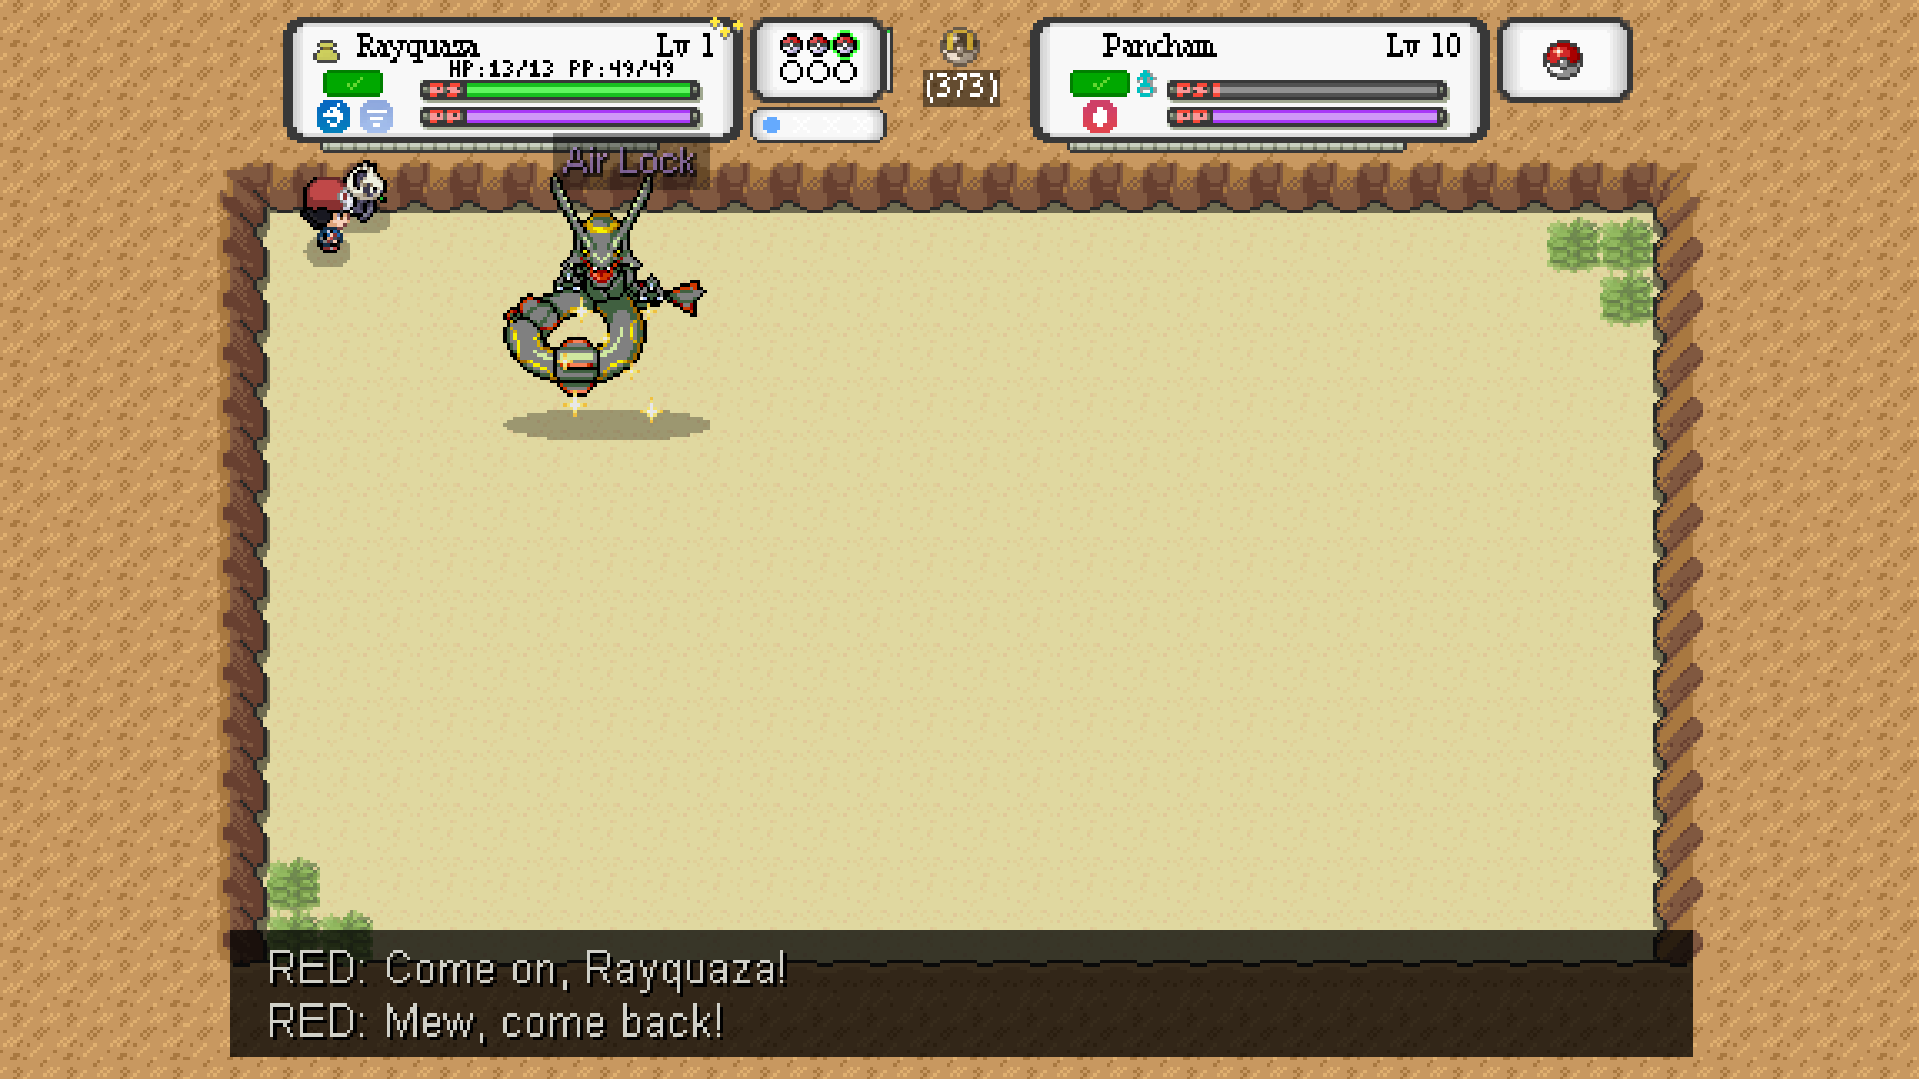 Rayquaza Lv 1
HP:13/13 PP:49/49
PS
PP
(373)
Pancham Lv 10
PS
PP
Air Lock
RED: Come on, Rayquaza!
RED: Mew, come back!